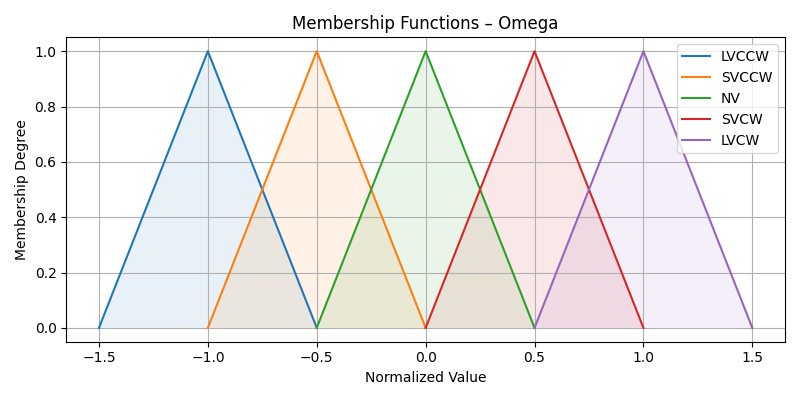 Membership Functions – Omega
LVCCW
SVCCW
NV
SVCW
LVCW
Membership Degree
1.0
0.8
0.6
0.4
0.2
0.0
−1.5 −1.0 −0.5 0.0 0.5 1.0 1.5
Normalized Value